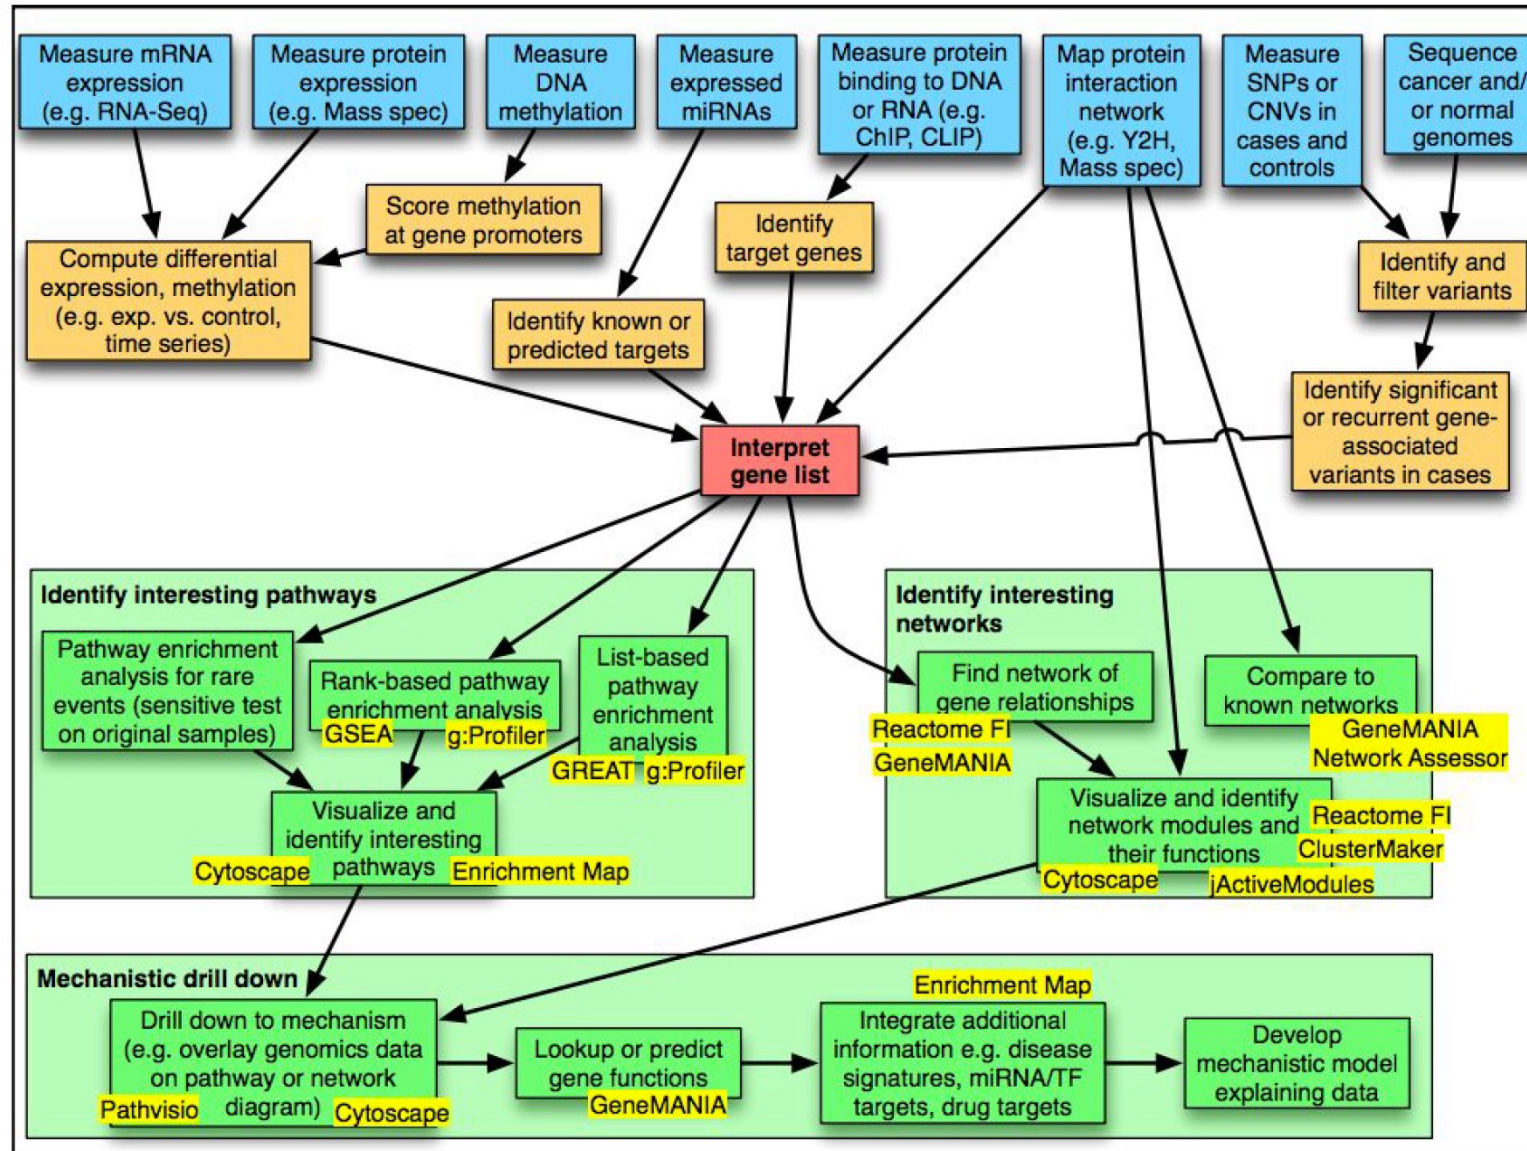 Measure mRNA
expression
(e.g. RNA-Seq)
Measure protein
expression
(e.g. Mass spec)
Measure
DNA
methylation
Measure
expressed
miRNAs
Measure protein
binding to DNA
or RNA (e.g.
ChIP, CLIP)
Map protein
interaction
network
(e.g. Y2H,
Mass spec)
Measure
SNPs or
CNVs in
cases and
controls
Sequence
cancer and/
or normal
genomes
Score methylation
at gene promoters
Identify
target genes
Compute differential
expression, methylation
(e.g. exp. vs. control,
time series)
Identify known or
predicted targets
Identify and
filter variants
Identify significant
or recurrent gene-
associated
variants in cases
Interpret
gene list
Identify interesting pathways
Pathway enrichment
analysis for rare
events (sensitive test
on original samples)
Rank-based pathway
enrichment analysis
GSEA
g:Profiler
List-based
pathway
enrichment
analysis
GREAT
g:Profiler
Visualize and
identify interesting
pathways
Cytoscape
Enrichment Map
Identify interesting
networks
Find network of
gene relationships
Reactome FI
GeneMANIA
Compare to
known networks
GeneMANIA
Network Assessor
Visualize and identify
network modules and
their functions
Reactome FI
ClusterMaker
Cytoscape
jActiveModules
Mechanistic drill down
Drill down to mechanism
(e.g. overlay genomics data
on pathway or network
diagram)
Pathvisio
Cytoscape
Lookup or predict
gene functions
GeneMANIA
Enrichment Map
Integrate additional
information e.g. disease
signatures, miRNA/TF
targets, drug targets
Develop
mechanistic model
explaining data